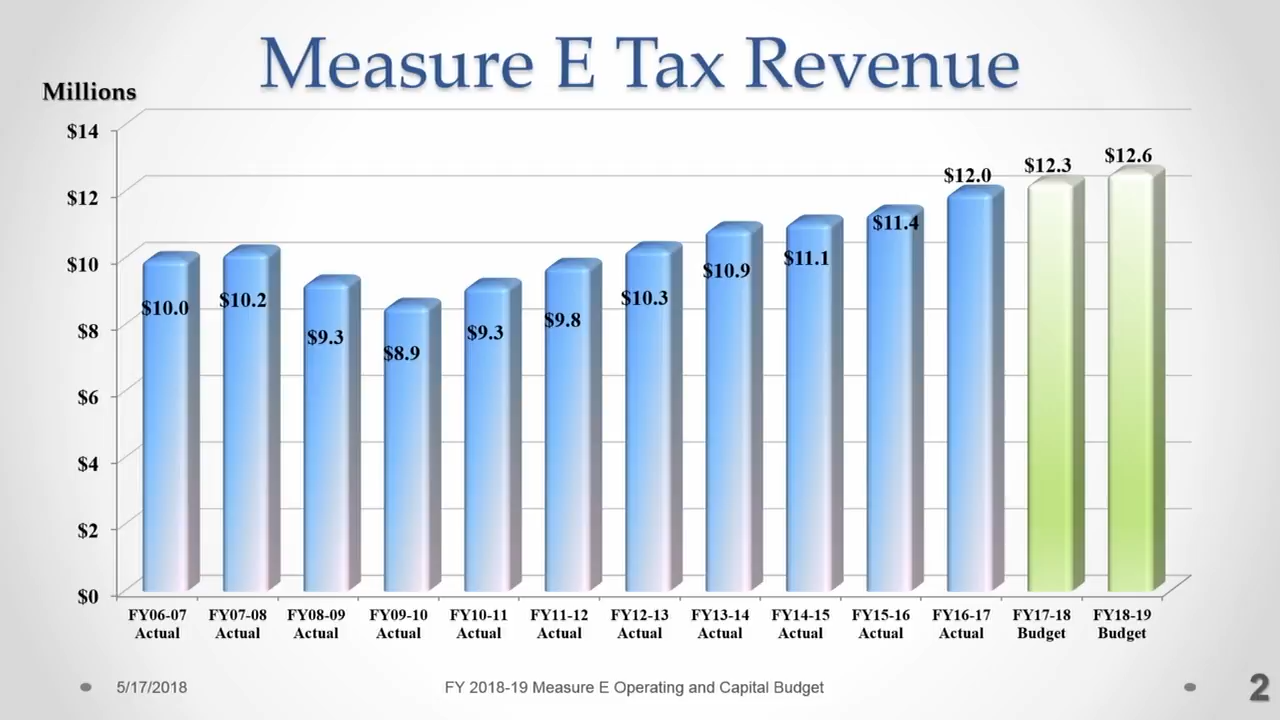 Measure E Tax Revenue
Millions
$14
$12
$10
$8
$6
$4
$2
$0
$10.0
$10.2
$9.3
$8.9
$9.3
$9.8
$10.3
$10.9
$11.1
$11.4
$12.0
$12.3
$12.6
FY06-07
Actual
FY07-08
Actual
FY08-09
Actual
FY09-10
Actual
FY10-11
Actual
FY11-12
Actual
FY12-13
Actual
FY13-14
Actual
FY14-15
Actual
FY15-16
Actual
FY16-17
Actual
FY17-18
Budget
FY18-19
Budget
5/17/2018
FY 2018-19 Measure E Operating and Capital Budget
2